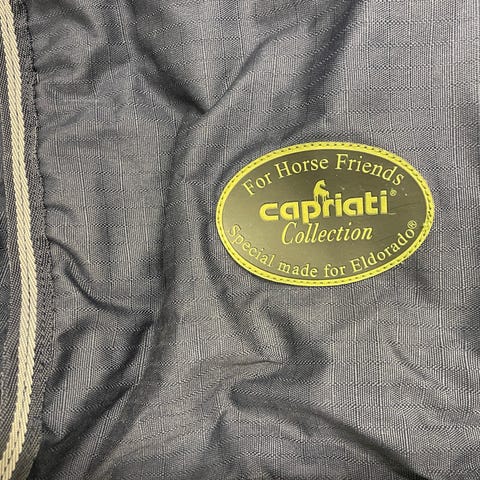 For Horse Friends
capriati®
Collection
Special made for Eldorado®